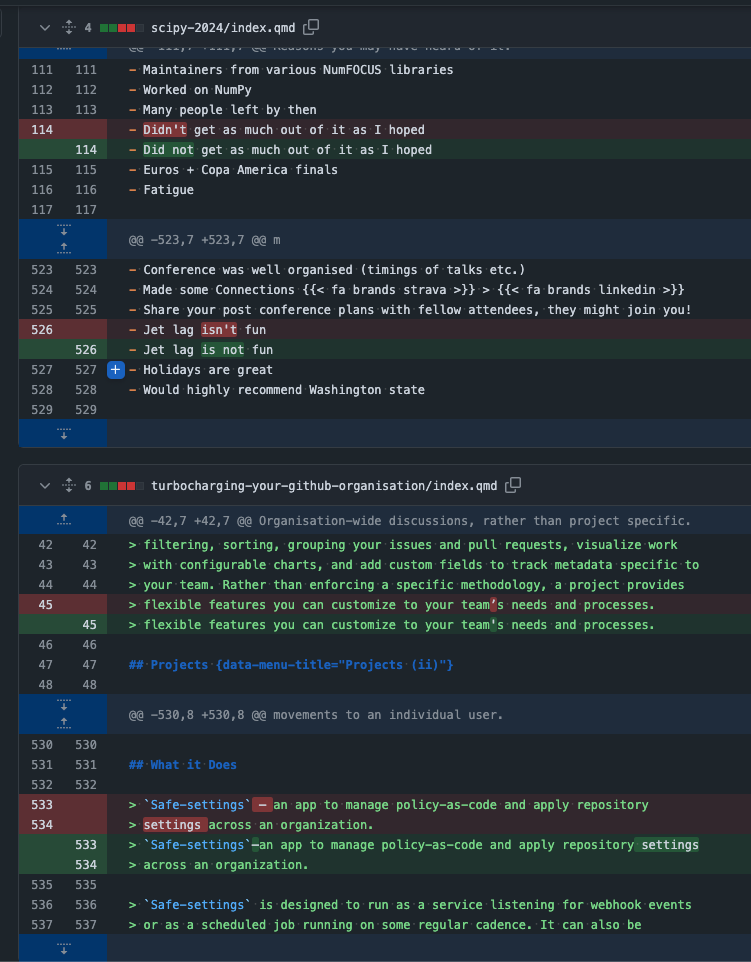 4 scipy-2024/index.qmd
@@ -111,7 +111,7 @@ Reasons you may have heard of it.
111 111 - Maintainers from various NumFOCUS libraries
112 112 - Worked on NumPy
113 113 - Many people left by then
114 - Didn't get as much out of it as I hoped
114 - Did not get as much out of it as I hoped
115 115 - Euros + Copa America finals
116 116 - Fatigue
117 117
@@ -523,7 +523,7 @@ m
523 523 - Conference was well organised (timings of talks etc.)
524 524 - Made some Connections {{< fa brands strava >}} > {{< fa brands linkedin >}}
525 525 - Share your post conference plans with fellow attendees, they might join you!
526 - Jet lag isn't fun
526 - Jet lag is not fun
527 527 + - Holidays are great
528 528 - Would highly recommend Washington state
529 529
6 turbocharging-your-github-organisation/index.qmd
@@ -42,7 +42,7 @@ Organisation-wide discussions, rather than project specific.
42 42 > filtering, sorting, grouping your issues and pull requests, visualize work
43 43 > with configurable charts, and add custom fields to track metadata specific to
44 44 > your team. Rather than enforcing a specific methodology, a project provides
45 > flexible features you can customize to your team’s needs and processes.
45 > flexible features you can customize to your team's needs and processes.
46 46
47 47 ## Projects {data-menu-title="Projects (ii)"}
48 48
@@ -530,8 +530,8 @@ movements to an individual user.
530 530
531 531 ## What it Does
532 532
533 > `Safe-settings` – an app to manage policy-as-code and apply repository
534 > settings across an organization.
533 > `Safe-settings`—an app to manage policy-as-code and apply repository settings
534 > across an organization.
535 535
536 536 > `Safe-settings` is designed to run as a service listening for webhook events
537 537 > or as a scheduled job running on some regular cadence. It can also be